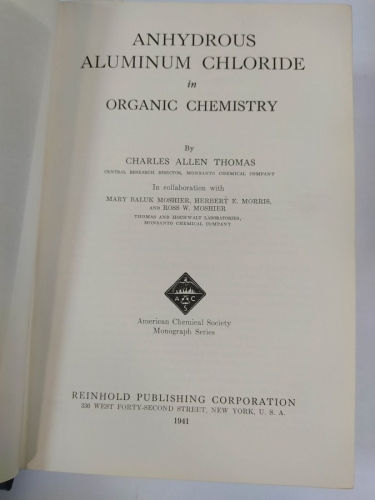 ANHYDROUS
ALUMINUM CHLORIDE
in
ORGANIC CHEMISTRY
By
CHARLES ALLEN THOMAS
CENTRAL RESEARCH DIRECTOR, MONSANTO CHEMICAL COMPANY
In collaboration with
MARY BALUK MOSHIER, HERBERT E. MORRIS,
AND ROSS W. MOSHIER
THOMAS AND HOCHWALT LABORATORIES,
MONSANTO CHEMICAL COMPANY
A C
S
American Chemical Society
Monograph Series
REINHOLD PUBLISHING CORPORATION
330 WEST FORTY-SECOND STREET, NEW YORK, U. S. A.
1941